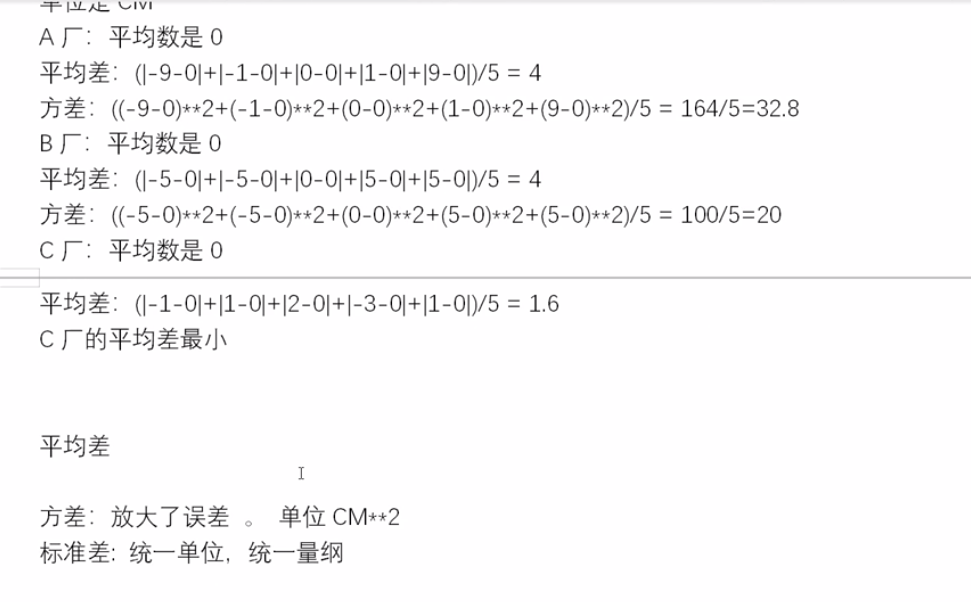 单位是 CM
A 厂：平均数是 0
平均差：(|-9-0|+|-1-0|+|0-0|+|1-0|+|9-0|)/5 = 4
方差：((-9-0)**2+(-1-0)**2+(0-0)**2+(1-0)**2+(9-0)**2)/5 = 164/5=32.8
B 厂：平均数是 0
平均差：(|-5-0|+|-5-0|+|0-0|+|5-0|+|5-0|)/5 = 4
方差：((-5-0)**2+(-5-0)**2+(0-0)**2+(5-0)**2+(5-0)**2)/5 = 100/5=20
C 厂：平均数是 0
平均差：(|-1-0|+|1-0|+|2-0|+|-3-0|+|1-0|)/5 = 1.6
C 厂的平均差最小
平均差
方差：放大了误差 。 单位 CM**2
标准差: 统一单位，统一量纲